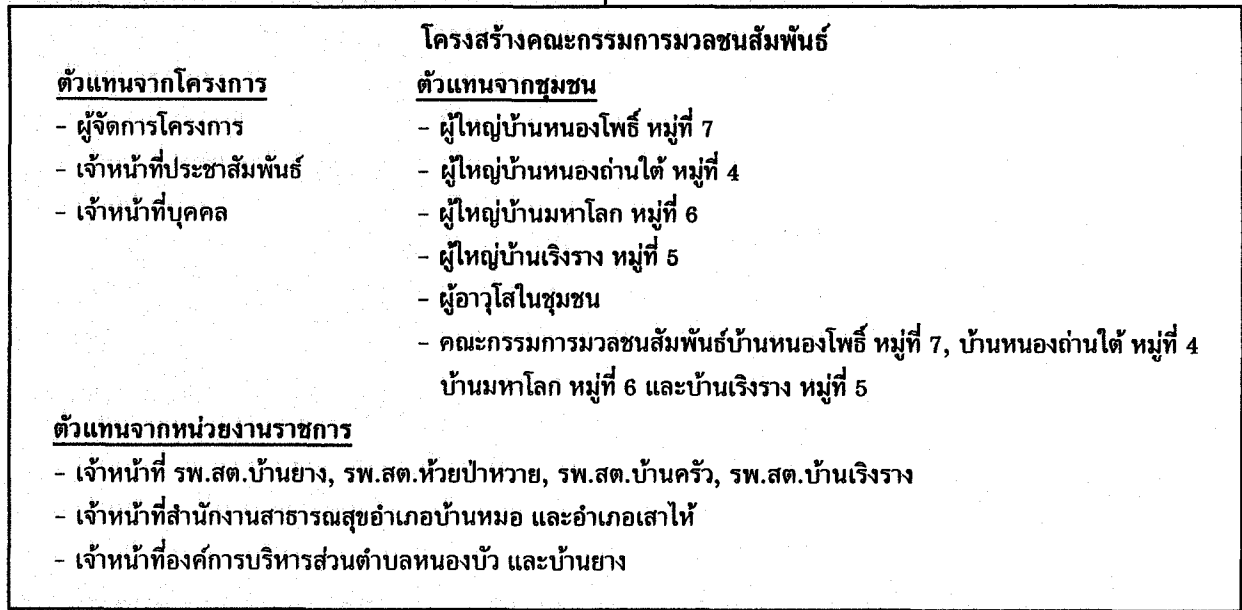 โครงสร้างคณะกรรมการมวลชนสัมพันธ์
ตัวแทนจากโครงการ
- ผู้จัดการโครงการ
- เจ้าหน้าที่ประชาสัมพันธ์
- เจ้าหน้าที่บุคคล
ตัวแทนจากชุมชน
- ผู้ใหญ่บ้านหนองโพธิ์ หมู่ที่ 7
- ผู้ใหญ่บ้านหนองถ่านใต้ หมู่ที่ 4
- ผู้ใหญ่บ้านมหาโลก หมู่ที่ 6
- ผู้ใหญ่บ้านเริงราง หมู่ที่ 5
- ผู้อาวุโสในชุมชน
- คณะกรรมการมวลชนสัมพันธ์บ้านหนองโพธิ์ หมู่ที่ 7, บ้านหนองถ่านใต้ หมู่ที่ 4
บ้านมหาโลก หมู่ที่ 6 และบ้านเริงราง หมู่ที่ 5
ตัวแทนจากหน่วยงานราชการ
- เจ้าหน้าที่ รพ.สต.บ้านยาง, รพ.สต.ห้วยป่าหวาย, รพ.สต.บ้านครัว, รพ.สต.บ้านเริงราง
- เจ้าหน้าที่สำนักงานสาธารณสุขอำเภอบ้านหมอ และอำเภอเสาไห้
- เจ้าหน้าที่องค์การบริหารส่วนตำบลหนองบัว และบ้านยาง